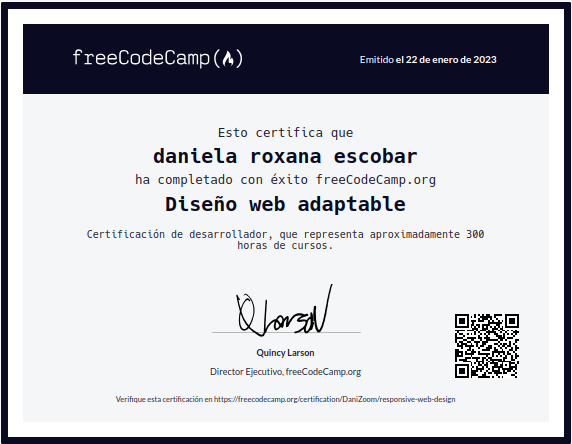 freeCodeCamp(🔥)
Emitido el 22 de enero de 2023
Esto certifica que
daniela roxana escobar
ha completado con éxito freeCodeCamp.org
Diseño web adaptable
Certificación de desarrollador, que representa aproximadamente 300
horas de cursos.
Quincy Larson
Director Ejecutivo, freeCodeCamp.org
Verifique esta certificación en https://freecodecamp.org/certification/DaniZoom/responsive-web-design